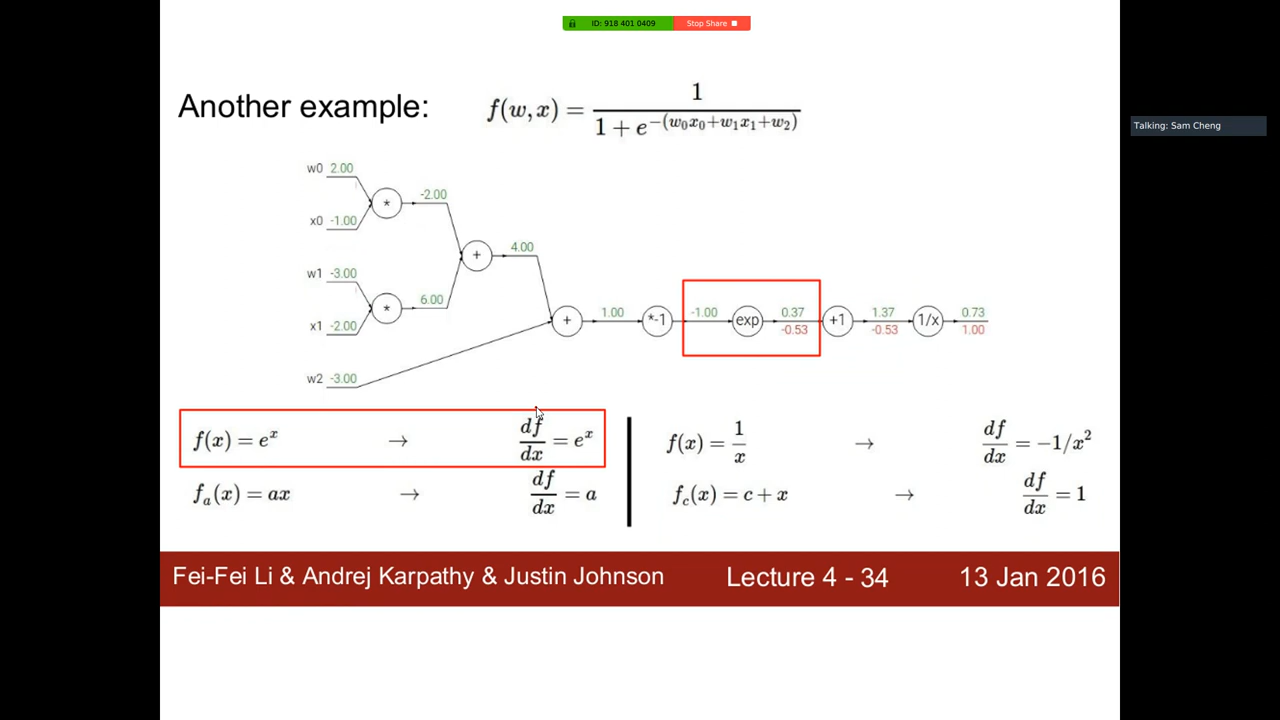 ID: 918 401 0409 Stop Share
Talking: Sam Cheng
Another example: f(w, x) = 1 / (1 + e^{-(w_0x_0+w_1x_1+w_2)})
w0 2.00
* -2.00
x0 -1.00
+ 4.00
w1 -3.00
* 6.00
x1 -2.00
+ 1.00 *-1 -1.00 exp 0.37 +1 1.37 1/x 0.73
-0.53 -0.53 1.00
w2 -3.00
f(x) = e^x → df/dx = e^x
f_a(x) = ax → df/dx = a
f(x) = 1/x → df/dx = -1/x^2
f_c(x) = c + x → df/dx = 1
Fei-Fei Li & Andrej Karpathy & Justin Johnson Lecture 4 - 34 13 Jan 2016